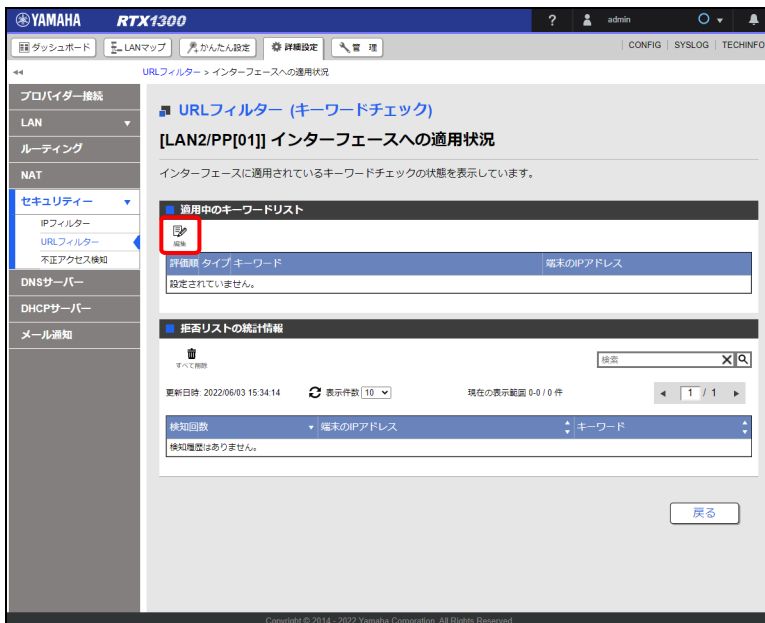 YAMAHA RTX1300 ? admin
ダッシュボード LANマップ かんたん設定 詳細設定 管 理 CONFIG SYSLOG TECHINFO
URLフィルター > インターフェースへの適用状況
プロバイダー接続
LAN
ルーティング
NAT
セキュリティー
IPフィルター
URLフィルター
不正アクセス検知
DNSサーバー
DHCPサーバー
メール通知
URLフィルター (キーワードチェック)
[LAN2/PP[01]] インターフェースへの適用状況
インターフェースに適用されているキーワードチェックの状態を表示しています。
適用中のキーワードリスト
編集
評価順 タイプ キーワード 端末のIPアドレス
設定されていません。
拒否リストの統計情報
すべて削除
検索
更新日時: 2022/06/03 15:34:14 表示件数 10 現在の表示範囲 0-0 / 0 件 1 / 1
検知回数 端末のIPアドレス キーワード
検知履歴はありません。
戻る
Copyright © 2014 - 2022 Yamaha Corporation. All Rights Reserved.